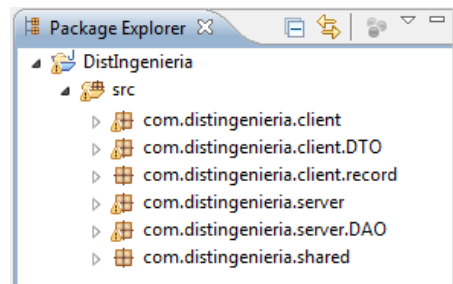 Package Explorer
DistIngenieria
src
com.distingenieria.client
com.distingenieria.client.DTO
com.distingenieria.client.record
com.distingenieria.server
com.distingenieria.server.DAO
com.distingenieria.shared